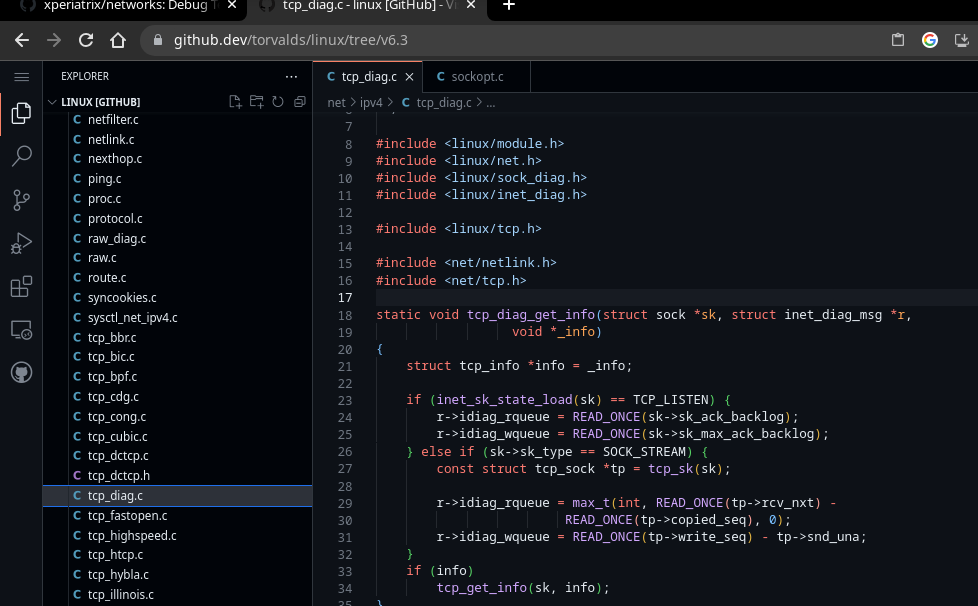 xperiatrix/networks: Debug T
tcp_diag.c - linux [GitHub] - Vi
github.dev/torvalds/linux/tree/v6.3
EXPLORER
LINUX [GITHUB]
netfilter.c
netlink.c
nexthop.c
ping.c
proc.c
protocol.c
raw_diag.c
raw.c
route.c
syncookies.c
sysctl_net_ipv4.c
tcp_bbr.c
tcp_bic.c
tcp_bpf.c
tcp_cdg.c
tcp_cong.c
tcp_cubic.c
tcp_dctcp.c
tcp_dctcp.h
tcp_diag.c
tcp_fastopen.c
tcp_highspeed.c
tcp_htcp.c
tcp_hybla.c
tcp_illinois.c
C tcp_diag.c
C sockopt.c
net > ipv4 > C tcp_diag.c > ...
7
8 #include <linux/module.h>
9 #include <linux/net.h>
10 #include <linux/sock_diag.h>
11 #include <linux/inet_diag.h>
12
13 #include <linux/tcp.h>
14
15 #include <net/netlink.h>
16 #include <net/tcp.h>
17
18 static void tcp_diag_get_info(struct sock *sk, struct inet_diag_msg *r,
19 void *_info)
20 {
21 struct tcp_info *info = _info;
22
23 if (inet_sk_state_load(sk) == TCP_LISTEN) {
24 r->idiag_rqueue = READ_ONCE(sk->sk_ack_backlog);
25 r->idiag_wqueue = READ_ONCE(sk->sk_max_ack_backlog);
26 } else if (sk->sk_type == SOCK_STREAM) {
27 const struct tcp_sock *tp = tcp_sk(sk);
28
29 r->idiag_rqueue = max_t(int, READ_ONCE(tp->rcv_nxt) -
30 READ_ONCE(tp->copied_seq), 0);
31 r->idiag_wqueue = READ_ONCE(tp->write_seq) - tp->snd_una;
32 }
33 if (info)
34 tcp_get_info(sk, info);
35 }